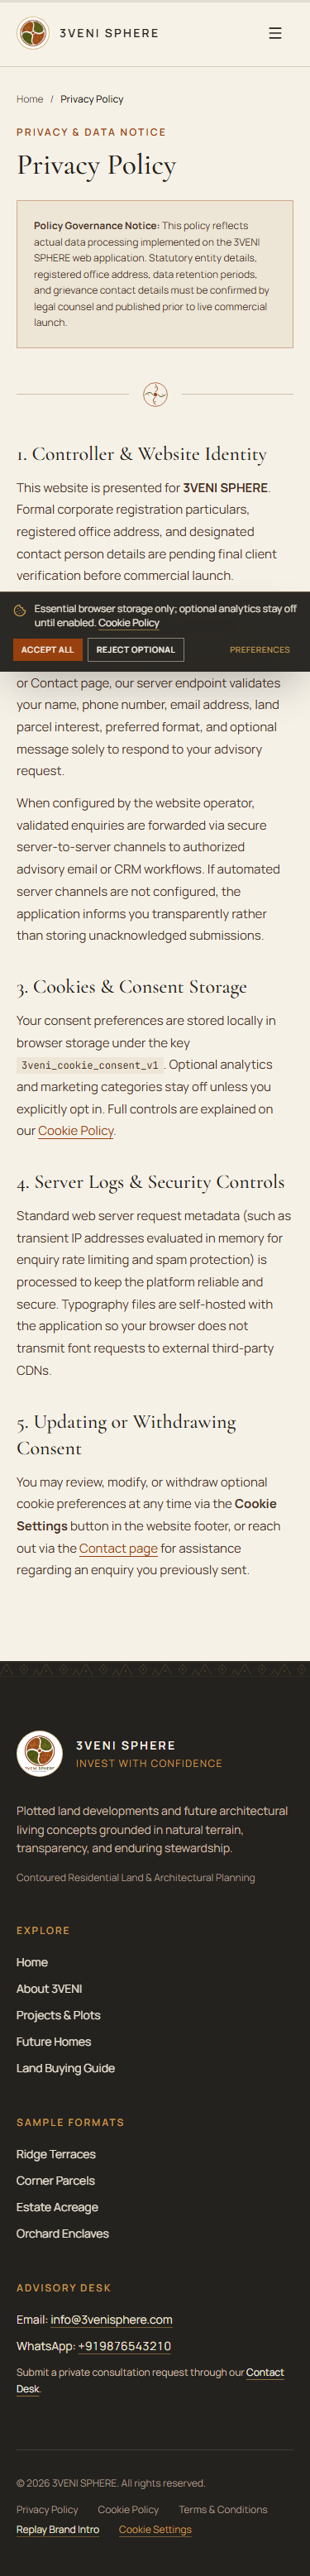 3VENI SPHERE
Home / Privacy Policy
PRIVACY & DATA NOTICE
Privacy Policy
Policy Governance Notice: This policy reflects
actual data processing implemented on the 3VENI
SPHERE web application. Statutory entity details,
registered office address, data retention periods,
and grievance contact details must be confirmed by
legal counsel and published prior to live commercial
launch.
1. Controller & Website Identity
This website is presented for 3VENI SPHERE.
Formal corporate registration particulars,
registered office address, and designated
contact person details are pending final client
verification before commercial launch.
Essential browser storage only; optional analytics stay off
until enabled. Cookie Policy
ACCEPT ALL REJECT OPTIONAL PREFERENCES
or Contact page, our server endpoint validates
your name, phone number, email address, land
parcel interest, preferred format, and optional
message solely to respond to your advisory
request.
When configured by the website operator,
validated enquiries are forwarded via secure
server-to-server channels to authorized
advisory email or CRM workflows. If automated
server channels are not configured, the
application informs you transparently rather
than storing unacknowledged submissions.
3. Cookies & Consent Storage
Your consent preferences are stored locally in
browser storage under the key
3veni_cookie_consent_v1. Optional analytics
and marketing categories stay off unless you
explicitly opt in. Full controls are explained on
our Cookie Policy.
4. Server Logs & Security Controls
Standard web server request metadata (such as
transient IP addresses evaluated in memory for
enquiry rate limiting and spam protection) is
processed to keep the platform reliable and
secure. Typography files are self-hosted with
the application so your browser does not
transmit font requests to external third-party
CDNs.
5. Updating or Withdrawing
Consent
You may review, modify, or withdraw optional
cookie preferences at any time via the Cookie
Settings button in the website footer, or reach
out via the Contact page for assistance
regarding an enquiry you previously sent.
3VENI SPHERE
INVEST WITH CONFIDENCE
Plotted land developments and future architectural
living concepts grounded in natural terrain,
transparency, and enduring stewardship.
Contoured Residential Land & Architectural Planning
EXPLORE
Home
About 3VENI
Projects & Plots
Future Homes
Land Buying Guide
SAMPLE FORMATS
Ridge Terraces
Corner Parcels
Estate Acreage
Orchard Enclaves
ADVISORY DESK
Email: info@3venisphere.com
WhatsApp: +919876543210
Submit a private consultation request through our Contact
Desk.
© 2026 3VENI SPHERE. All rights reserved.
Privacy Policy Cookie Policy Terms & Conditions
Replay Brand Intro Cookie Settings